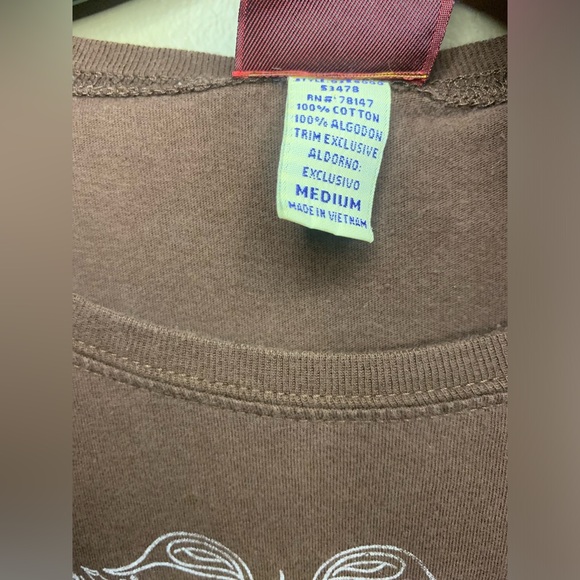 S3478
RN#: 78147
100% COTTON
100% ALGODON
TRIM EXCLUSIVE
ALDORNO:
EXCLUSIVO
MEDIUM
MADE IN VIETNAM